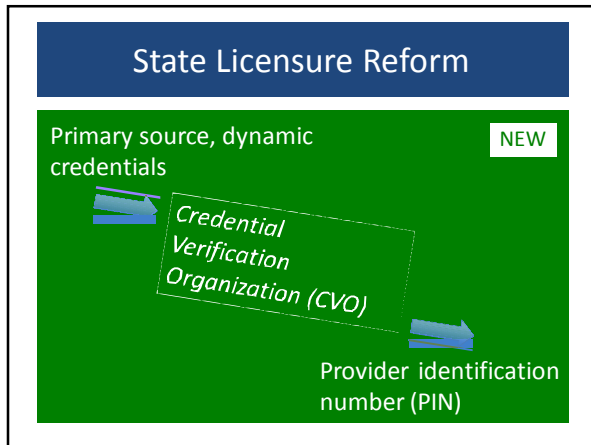 State Licensure Reform
Primary source, dynamic
credentials
NEW
Credential
Verification
Organization (CVO)
Provider identification
number (PIN)